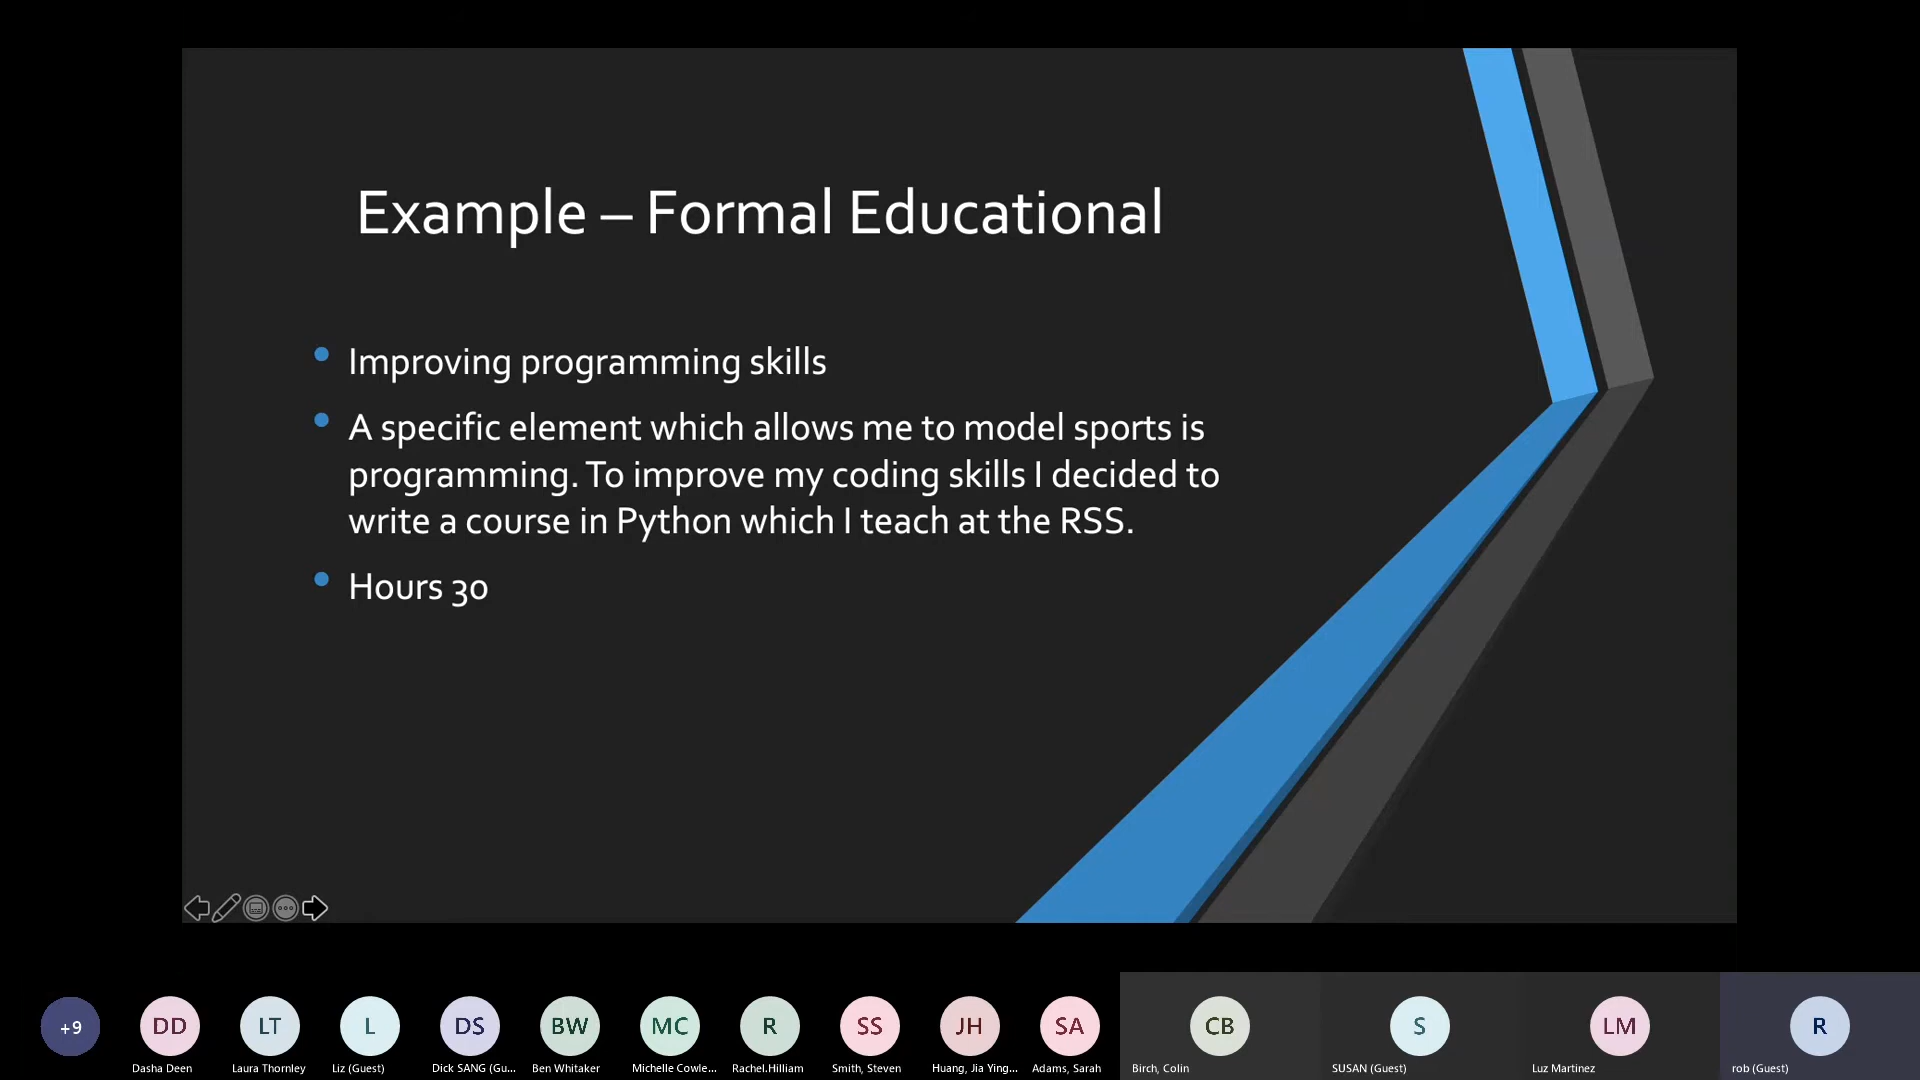 Example – Formal Educational
Improving programming skills
A specific element which allows me to model sports is
programming. To improve my coding skills I decided to
write a course in Python which I teach at the RSS.
Hours 30
+9
DD
LT
L
DS
BW
MC
R
SS
JH
SA
CB
S
LM
R
Dasha Deen
Laura Thornley
Liz (Guest)
Dick SANG (Gu...
Ben Whitaker
Michelle Cowle...
Rachel.Hilliam
Smith, Steven
Huang, Jia Ying...
Adams, Sarah
Birch, Colin
SUSAN (Guest)
Luz Martinez
rob (Guest)